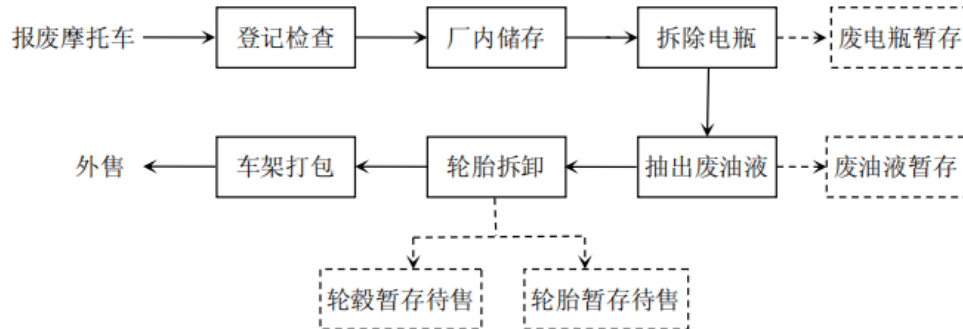 报废摩托车
登记检查
厂内储存
拆除电瓶
废电瓶暂存
外售
车架打包
轮胎拆卸
抽出废油液
废油液暂存
轮毂暂存待售
轮胎暂存待售